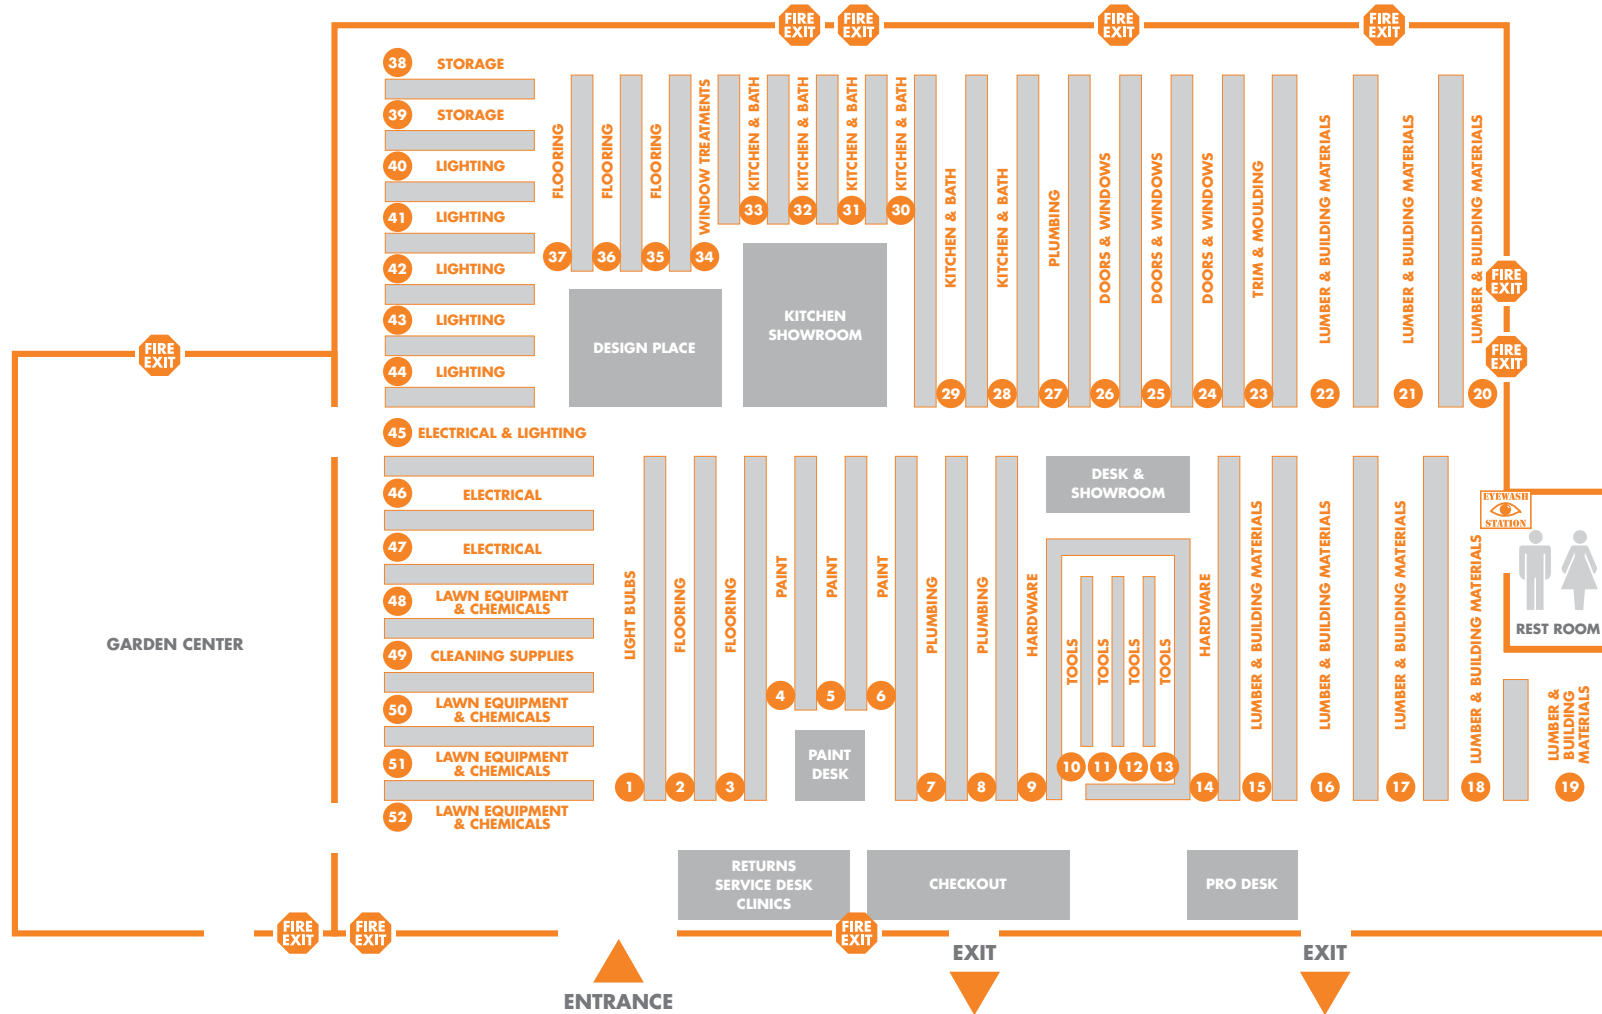 FIRE
EXIT
FIRE
EXIT
FIRE
EXIT
FIRE
EXIT
38 STORAGE
39 STORAGE
40 LIGHTING
41 LIGHTING
42 LIGHTING
43 LIGHTING
44 LIGHTING
45 ELECTRICAL & LIGHTING
46 ELECTRICAL
47 ELECTRICAL
48 LAWN EQUIPMENT
& CHEMICALS
49 CLEANING SUPPLIES
50 LAWN EQUIPMENT
& CHEMICALS
51 LAWN EQUIPMENT
& CHEMICALS
52 LAWN EQUIPMENT
& CHEMICALS
FLOORING
37
FLOORING
36
FLOORING
35
WINDOW TREATMENTS
34
KITCHEN & BATH
33
KITCHEN & BATH
32
KITCHEN & BATH
31
KITCHEN & BATH
30
KITCHEN & BATH
29
KITCHEN & BATH
28
PLUMBING
27
DOORS & WINDOWS
26
DOORS & WINDOWS
25
DOORS & WINDOWS
24
TRIM & MOULDING
23
LUMBER & BUILDING MATERIALS
22
LUMBER & BUILDING MATERIALS
21
LUMBER & BUILDING MATERIALS
20
FIRE
EXIT
FIRE
EXIT
FIRE
EXIT
DESIGN PLACE
KITCHEN
SHOWROOM
GARDEN CENTER
LIGHT BULBS
1
FLOORING
2
FLOORING
3
PAINT
4
PAINT
5
PAINT
6
PAINT
DESK
PLUMBING
7
PLUMBING
8
HARDWARE
9
DESK &
SHOWROOM
TOOLS
10
TOOLS
11
TOOLS
12
TOOLS
13
HARDWARE
14
LUMBER & BUILDING MATERIALS
15
LUMBER & BUILDING MATERIALS
16
LUMBER & BUILDING MATERIALS
17
LUMBER & BUILDING MATERIALS
18
LUMBER &
BUILDING
MATERIALS
19
EYEWASH
STATION
REST ROOM
RETURNS
SERVICE DESK
CLINICS
CHECKOUT
PRO DESK
FIRE
EXIT
FIRE
EXIT
FIRE
EXIT
ENTRANCE
EXIT
EXIT